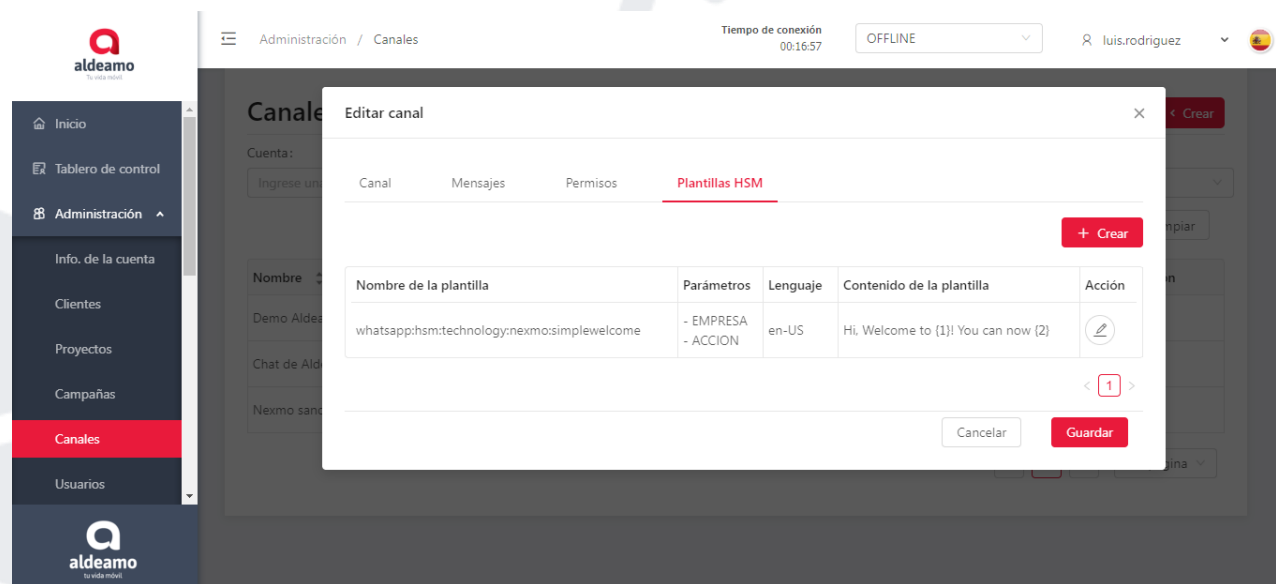 aldeamo
Tu vida móvil
Administración / Canales
Tiempo de conexión
00:16:57
OFFLINE
luis.rodriguez
Inicio
Tablero de control
Administración
Info. de la cuenta
Clientes
Proyectos
Campañas
Canales
Usuarios
aldeamo
tu vida móvil
Canale
Crear
Cuenta:
Ingrese una
mpiar
Nombre
n
Demo Aldea
Chat de Ald
Nexmo sand
gina
Editar canal
Canal Mensajes Permisos Plantillas HSM
+ Crear
Nombre de la plantilla Parámetros Lenguaje Contenido de la plantilla Acción
whatsapp:hsm:technology:nexmo:simplewelcome - EMPRESA en-US Hi, Welcome to {1}! You can now {2}
- ACCION
< 1 >
Cancelar Guardar